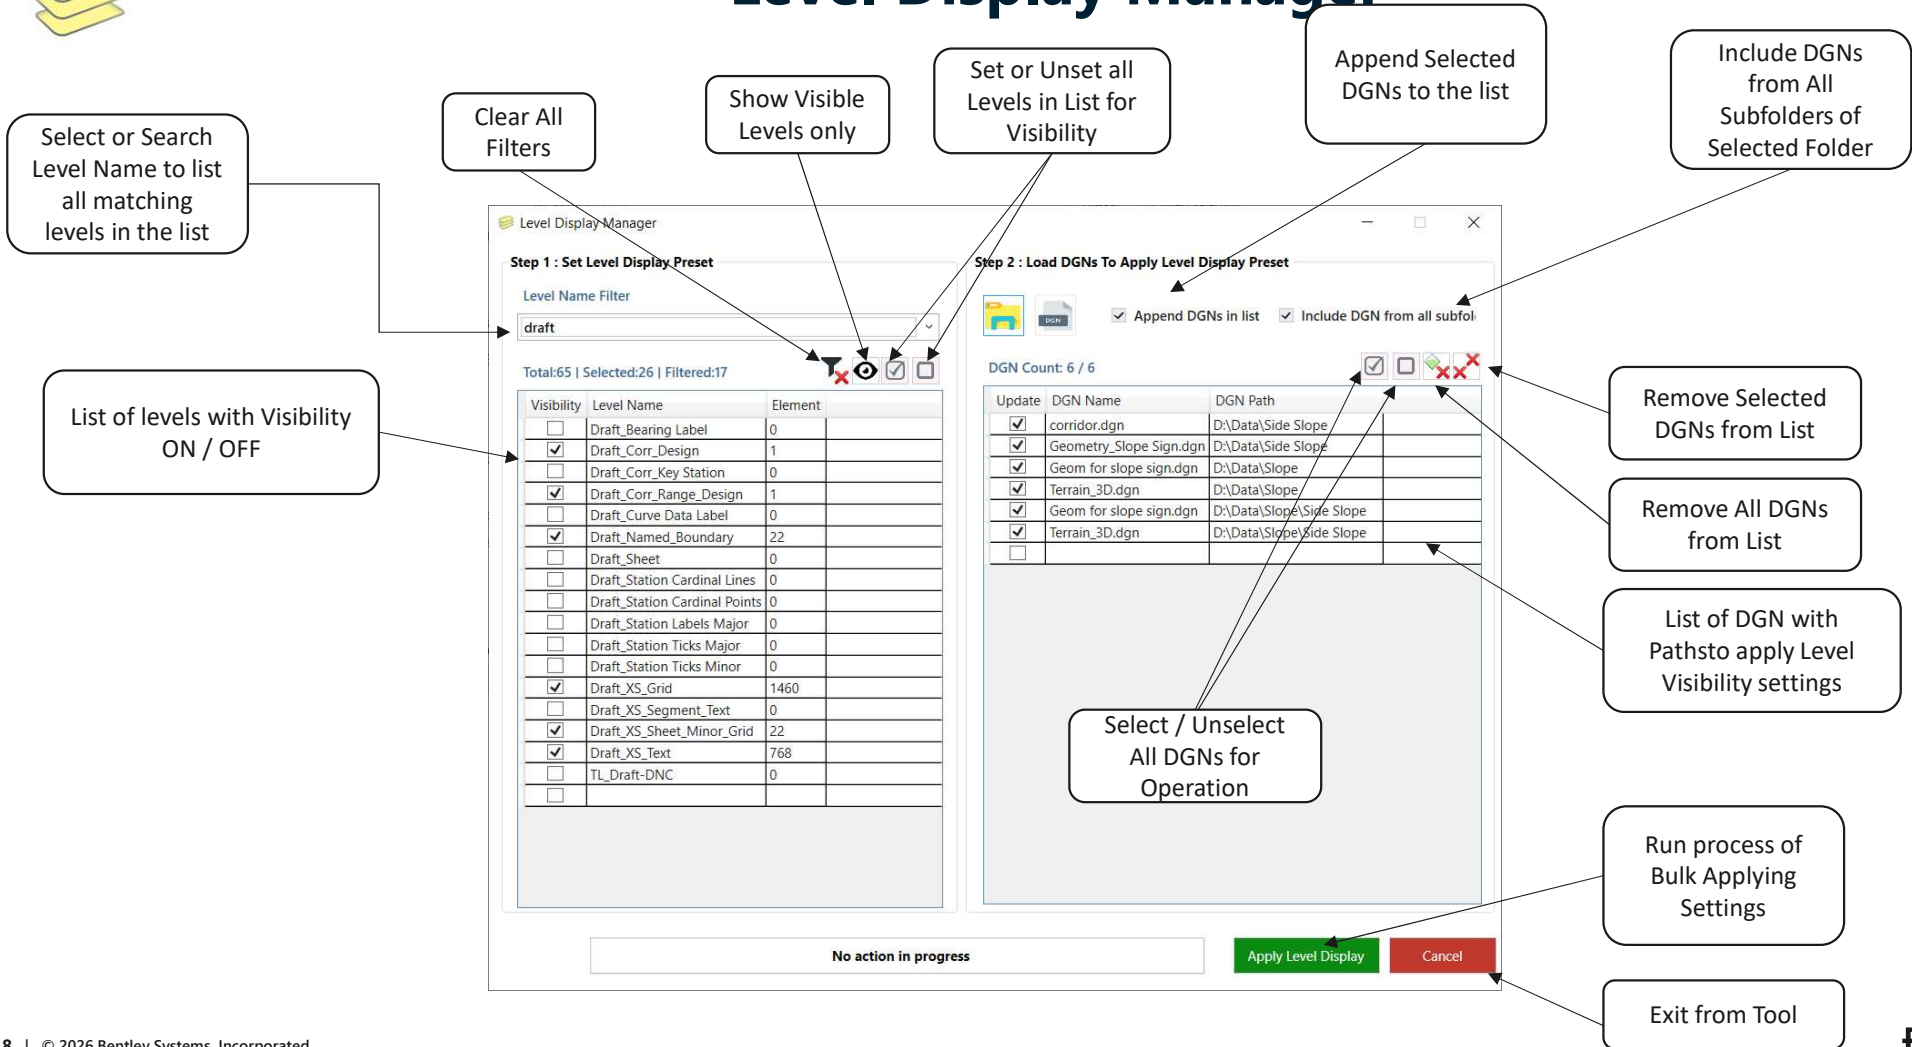 Level Display Manager
Append Selected
DGNs to the list
Include DGNs
from All
Subfolders of
Selected Folder
Set or Unset all
Levels in List for
Visibility
Show Visible
Levels only
Clear All
Filters
Select or Search
Level Name to list
all matching
levels in the list
List of levels with Visibility
ON / OFF
Level Display Manager
Step 1 : Set Level Display Preset
Level Name Filter
draft
Total:65 | Selected:26 | Filtered:17
Visibility Level Name Element
Draft_Bearing Label 0
Draft_Corr_Design 1
Draft_Corr_Key Station 0
Draft_Corr_Range_Design 1
Draft_Curve Data Label 0
Draft_Named_Boundary 22
Draft_Sheet 0
Draft_Station Cardinal Lines 0
Draft_Station Cardinal Points 0
Draft_Station Labels Major 0
Draft_Station Ticks Major 0
Draft_Station Ticks Minor 0
Draft_XS_Grid 1460
Draft_XS_Segment_Text 0
Draft_XS_Sheet_Minor_Grid 22
Draft_XS_Text 768
TL_Draft-DNC 0
Step 2 : Load DGNs To Apply Level Display Preset
DGN
Append DGNs in list Include DGN from all subfol
DGN Count: 6 / 6
Update DGN Name DGN Path
corridor.dgn D:\Data\Side Slope
Geometry_Slope Sign.dgn D:\Data\Side Slope
Geom for slope sign.dgn D:\Data\Slope
Terrain_3D.dgn D:\Data\Slope
Geom for slope sign.dgn D:\Data\Slope\Side Slope
Terrain_3D.dgn D:\Data\Slope\Side Slope
Select / Unselect
All DGNs for
Operation
Remove Selected
DGNs from List
Remove All DGNs
from List
List of DGN with
Pathsto apply Level
Visibility settings
Run process of
Bulk Applying
Settings
No action in progress
Apply Level Display
Cancel
Exit from Tool
8 | © 2026 Bentley Systems, Incorporated